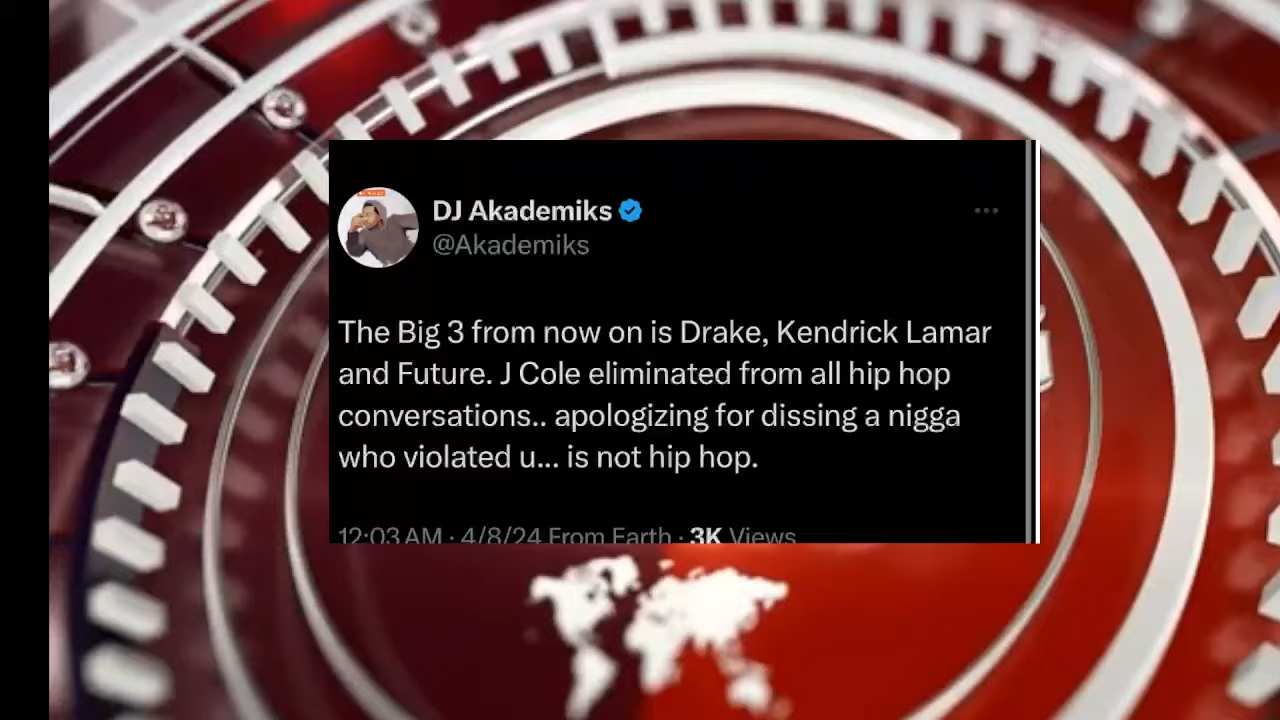 DJ Akademiks
@Akademiks
The Big 3 from now on is Drake, Kendrick Lamar
and Future. J Cole eliminated from all hip hop
conversations.. apologizing for dissing a nigga
who violated u... is not hip hop.
12:03 AM · 4/8/24 From Earth · 3K Views